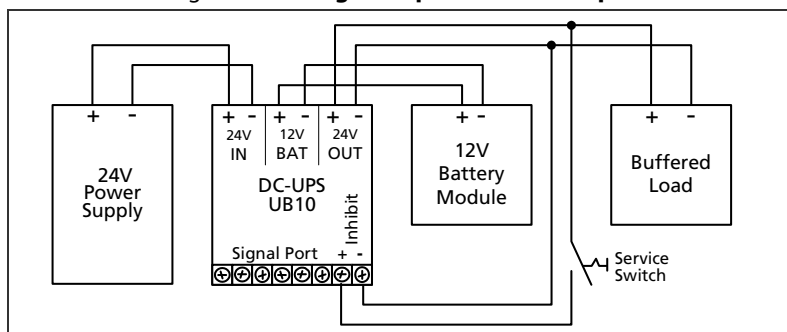 + - + - + - + - + - + -
24V 12V 24V
IN BAT OUT
24V
Power
Supply
DC-UPS
UB10
Inhibit
Signal Port + -
12V
Battery
Module
Buffered
Load
Service
Switch